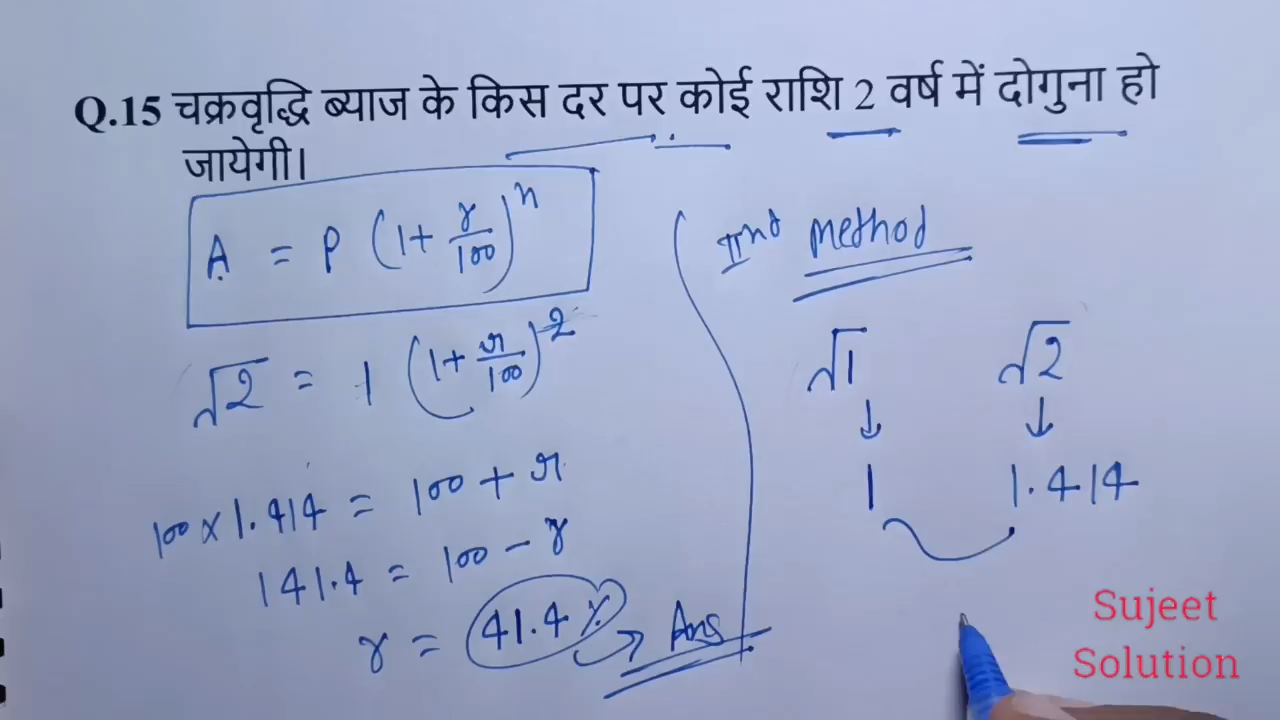 Q.15 चक्रवृद्धि ब्याज के किस दर पर कोई राशि 2 वर्ष में दोगुना हो
जायेगी।
A = P (1 + r/100)^n
√2 = 1 (1 + r/100)^2
100 × 1.414 = 100 + r
141.4 = 100 - r
r = 41.4% → Ans
IInd Method
√1 √2
↓ ↓
1 1.414
Sujeet
Solution